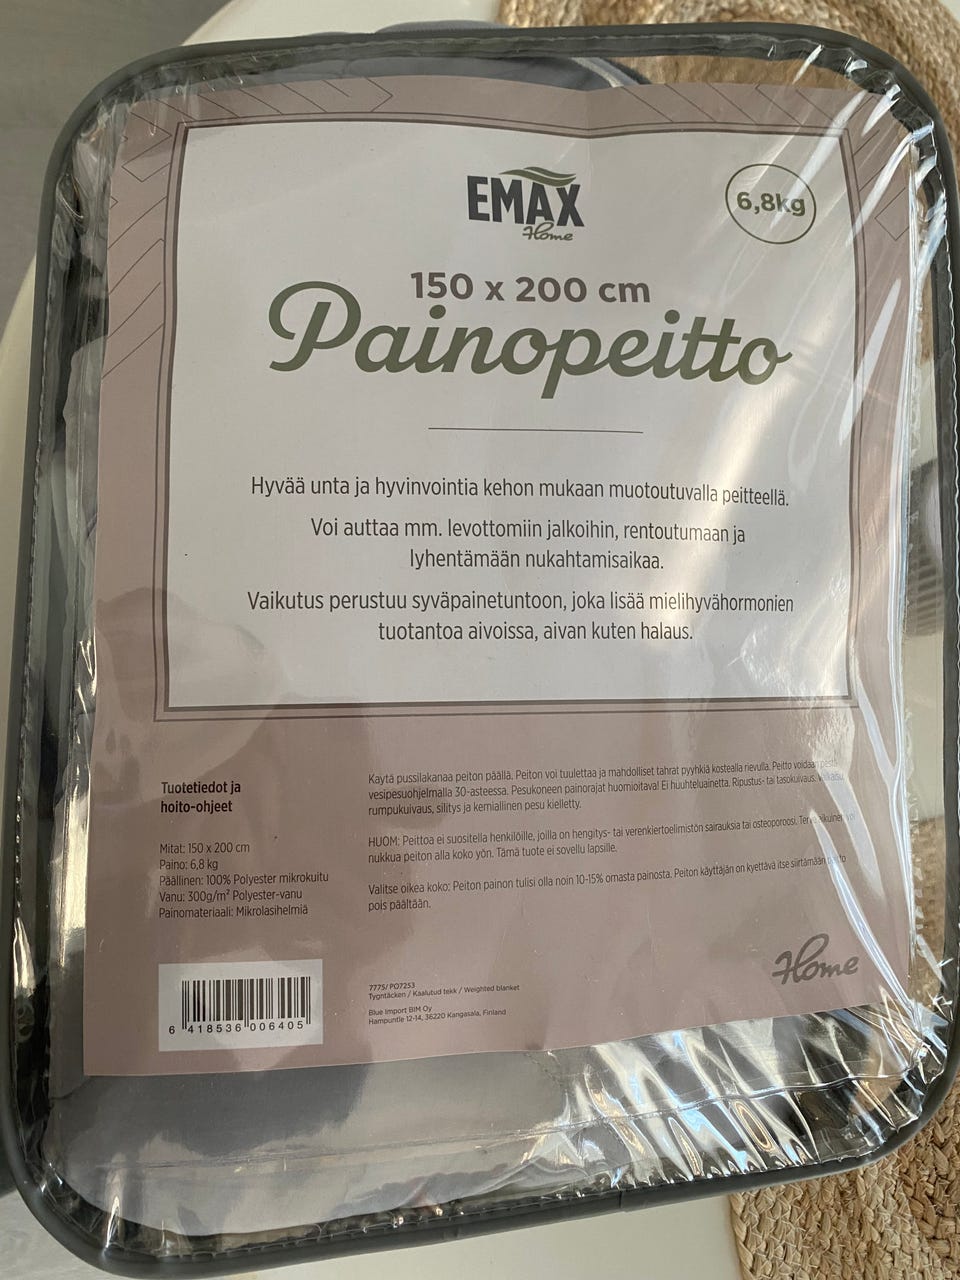 EMAX
Home
6,8kg
150 x 200 cm
Painopeitto
Hyvää unta ja hyvinvointia kehon mukaan muotoutuvalla peitteellä.
Voi auttaa mm. levottomiin jalkoihin, rentoutumaan ja
lyhentämään nukahtamisaikaa.
Vaikutus perustuu syväpainetuntoon, joka lisää mielihyvähormonien
tuotantoa aivoissa, aivan kuten halaus.
Tuotetiedot ja
hoito-ohjeet
Mitat: 150 x 200 cm
Paino: 6,8 kg
Päällinen: 100% Polyester mikrokuitu
Vanu: 300g/m² Polyester-vanu
Painomateriaali: Mikrolasihelmiä
Käytä pussilakanaa peiton päällä. Peiton voi tuulettaa ja mahdolliset tahrat pyyhkiä kostealla rievulla. Peitto voidaan pestä
vesipesuohjelmalla 30-asteessa. Pesukoneen painorajat huomioitava! Ei huuhteluainetta. Ripustus- tai tasokuivaus. Valkaisu
rumpukuivaus, silitys ja kemiallinen pesu kielletty.
HUOM: Peittoa ei suositella henkilöille, joilla on hengitys- tai verenkiertoelimistön sairauksia tai osteoporoosi. Terve aikuinen voi
nukkua peiton alla koko yön. Tämä tuote ei sovellu lapsille.
Valitse oikea koko: Peiton painon tulisi olla noin 10-15% omasta painosta. Peiton käyttäjän on kyettävä itse siirtämään peitto
pois päältään.
Home
6 418536 006405
7775/ PO7253
Tygntäcken / Kaalutud tekk / Weighted blanket
Blue Import BIM Oy
Hampuntie 12-14, 36220 Kangasala, Finland